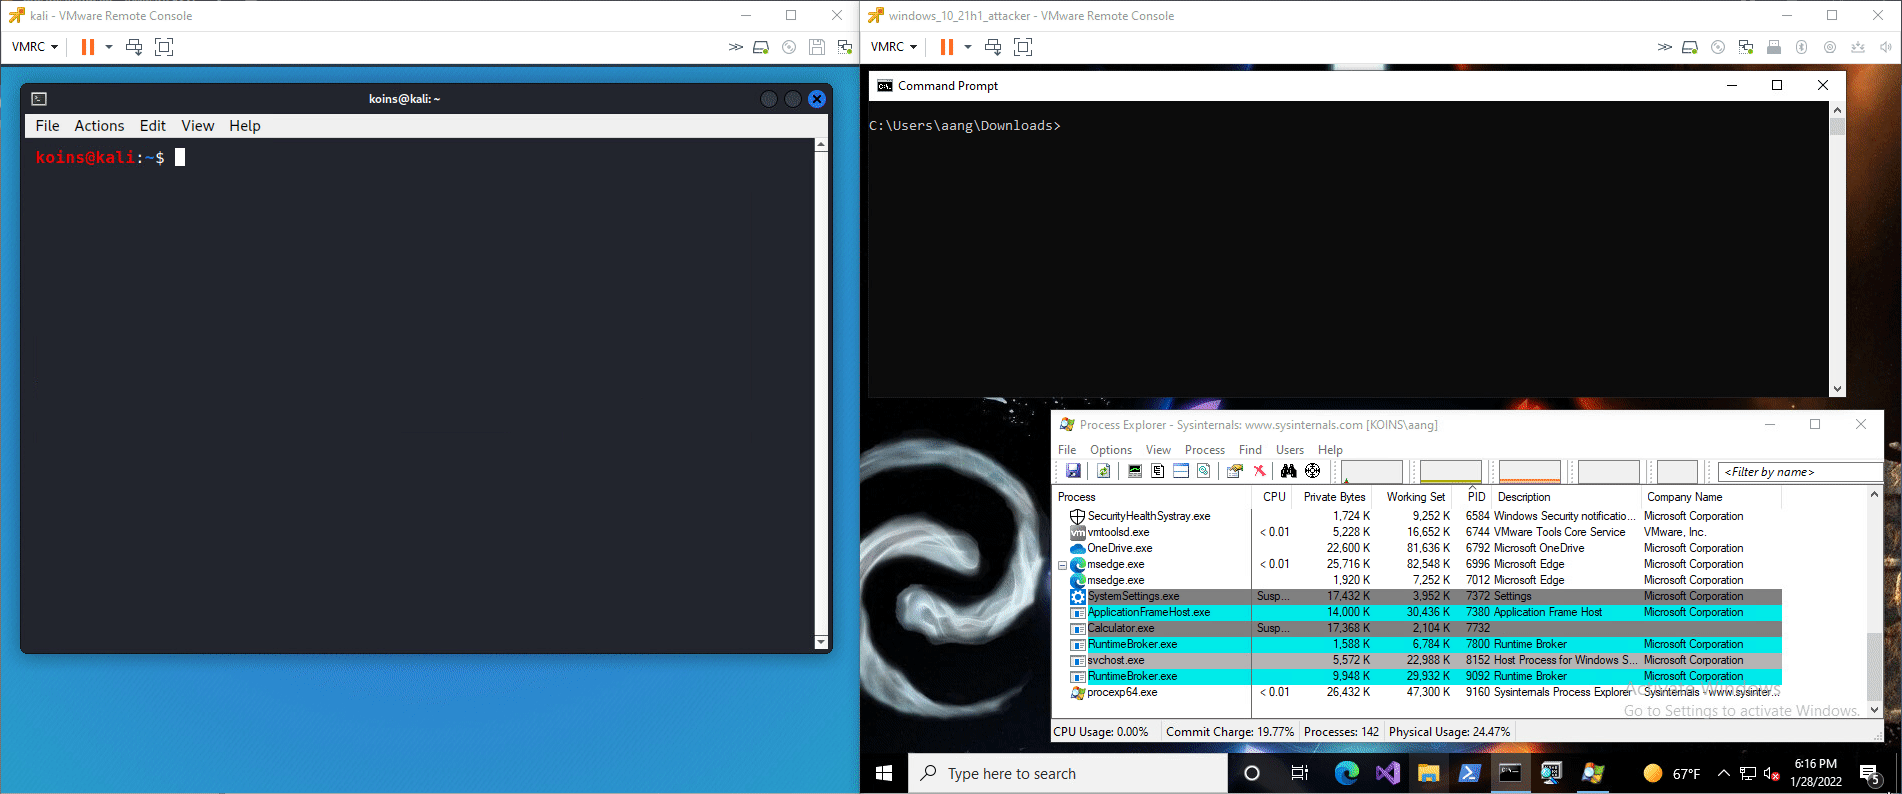 kali - VMware Remote Console
VMRC
koins@kali: ~
File Actions Edit View Help
koins@kali:~$
windows_10_21h1_attacker - VMware Remote Console
VMRC
Command Prompt
C:\Users\aang\Downloads>
Process Explorer - Sysinternals: www.sysinternals.com [KOINS\aang]
File Options View Process Find Users Help
<Filter by name>
Process CPU Private Bytes Working Set PID Description Company Name
SecurityHealthSystray.exe 1,724 K 9,252 K 6584 Windows Security notificatio... Microsoft Corporation
vmtoolsd.exe < 0.01 5,228 K 16,652 K 6744 VMware Tools Core Service VMware, Inc.
OneDrive.exe 22,600 K 81,636 K 6792 Microsoft OneDrive Microsoft Corporation
msedge.exe < 0.01 25,716 K 82,548 K 6996 Microsoft Edge Microsoft Corporation
msedge.exe 1,920 K 7,252 K 7012 Microsoft Edge Microsoft Corporation
SystemSettings.exe Susp... 17,432 K 3,952 K 7372 Settings Microsoft Corporation
ApplicationFrameHost.exe 14,000 K 30,436 K 7380 Application Frame Host Microsoft Corporation
Calculator.exe Susp... 17,368 K 2,104 K 7732
RuntimeBroker.exe 1,588 K 6,784 K 7800 Runtime Broker Microsoft Corporation
svchost.exe 5,572 K 22,988 K 8152 Host Process for Windows S... Microsoft Corporation
RuntimeBroker.exe 9,948 K 29,932 K 9092 Runtime Broker Microsoft Corporation
procexp64.exe < 0.01 26,432 K 47,300 K 9160 Sysinternals Process Explorer Sysinternals - www.sysinter...
Activate Windows
Go to Settings to activate Windows.
CPU Usage: 0.00% Commit Charge: 19.77% Processes: 142 Physical Usage: 24.47%
Type here to search
67°F
6:16 PM
1/28/2022
5